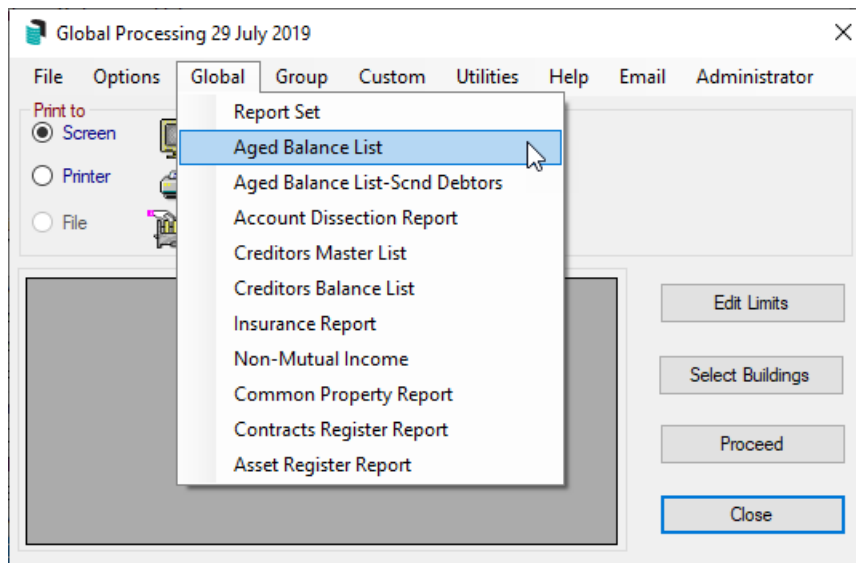 Global Processing 29 July 2019
File Options Global Group Custom Utilities Help Email Administrator
Print to
Screen
Printer
File
Report Set
Aged Balance List
Aged Balance List-Scnd Debtors
Account Dissection Report
Creditors Master List
Creditors Balance List
Insurance Report
Non-Mutual Income
Common Property Report
Contracts Register Report
Asset Register Report
Edit Limits
Select Buildings
Proceed
Close